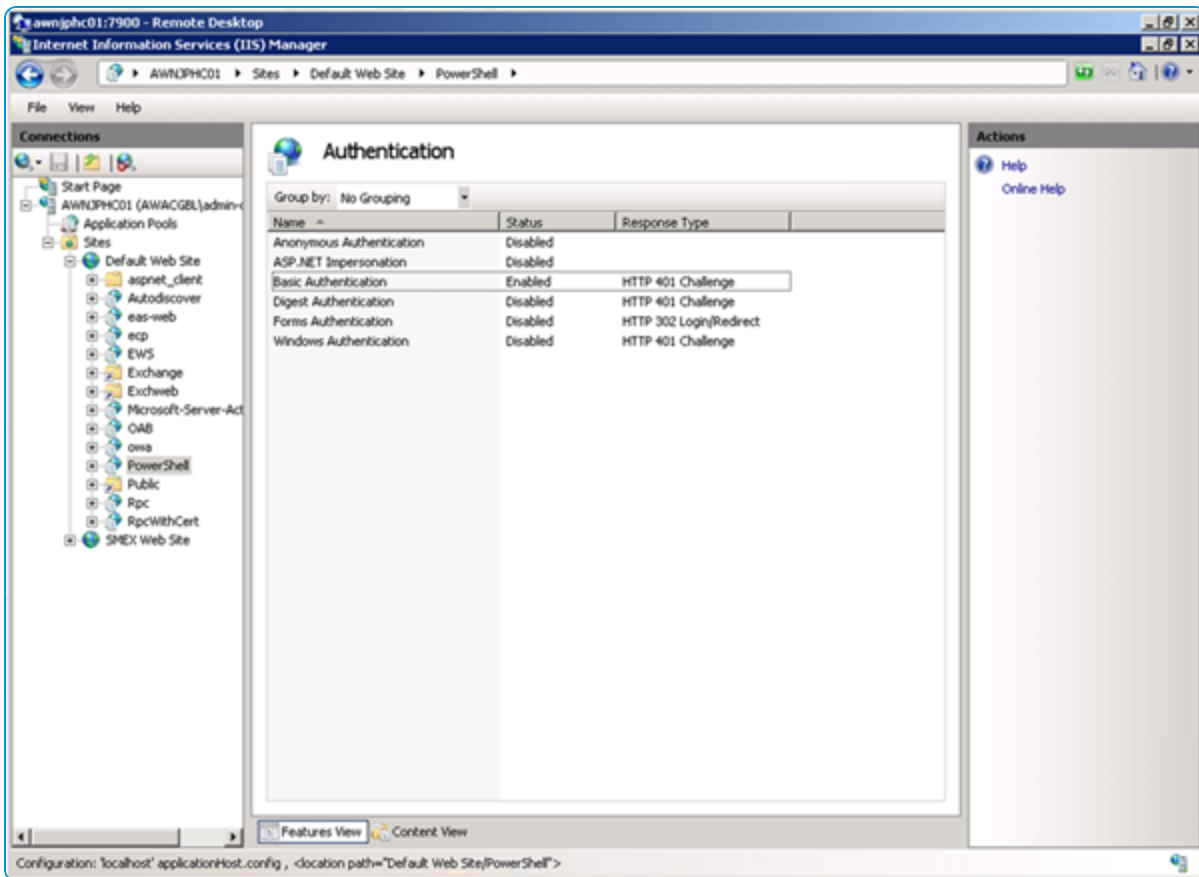 awnjphc01:7900 - Remote Desktop
Internet Information Services (IIS) Manager
AWNJPHC01 Sites Default Web Site PowerShell
File View Help
Connections
Start Page
AWNJPHC01 (AWACGBL\admin-
Application Pools
Sites
Default Web Site
aspnet_client
Autodiscover
eas-web
ecp
EWS
Exchange
Exchweb
Microsoft-Server-Act
OAB
owa
PowerShell
Public
Rpc
RpcWithCert
SMEX Web Site
Authentication
Group by: No Grouping
Name Status Response Type
Anonymous Authentication Disabled
ASP.NET Impersonation Disabled
Basic Authentication Enabled HTTP 401 Challenge
Digest Authentication Disabled HTTP 401 Challenge
Forms Authentication Disabled HTTP 302 Login/Redirect
Windows Authentication Disabled HTTP 401 Challenge
Features View Content View
Actions
Help
Online Help
Configuration: 'localhost' applicationHost.config , <location path="Default Web Site/PowerShell">